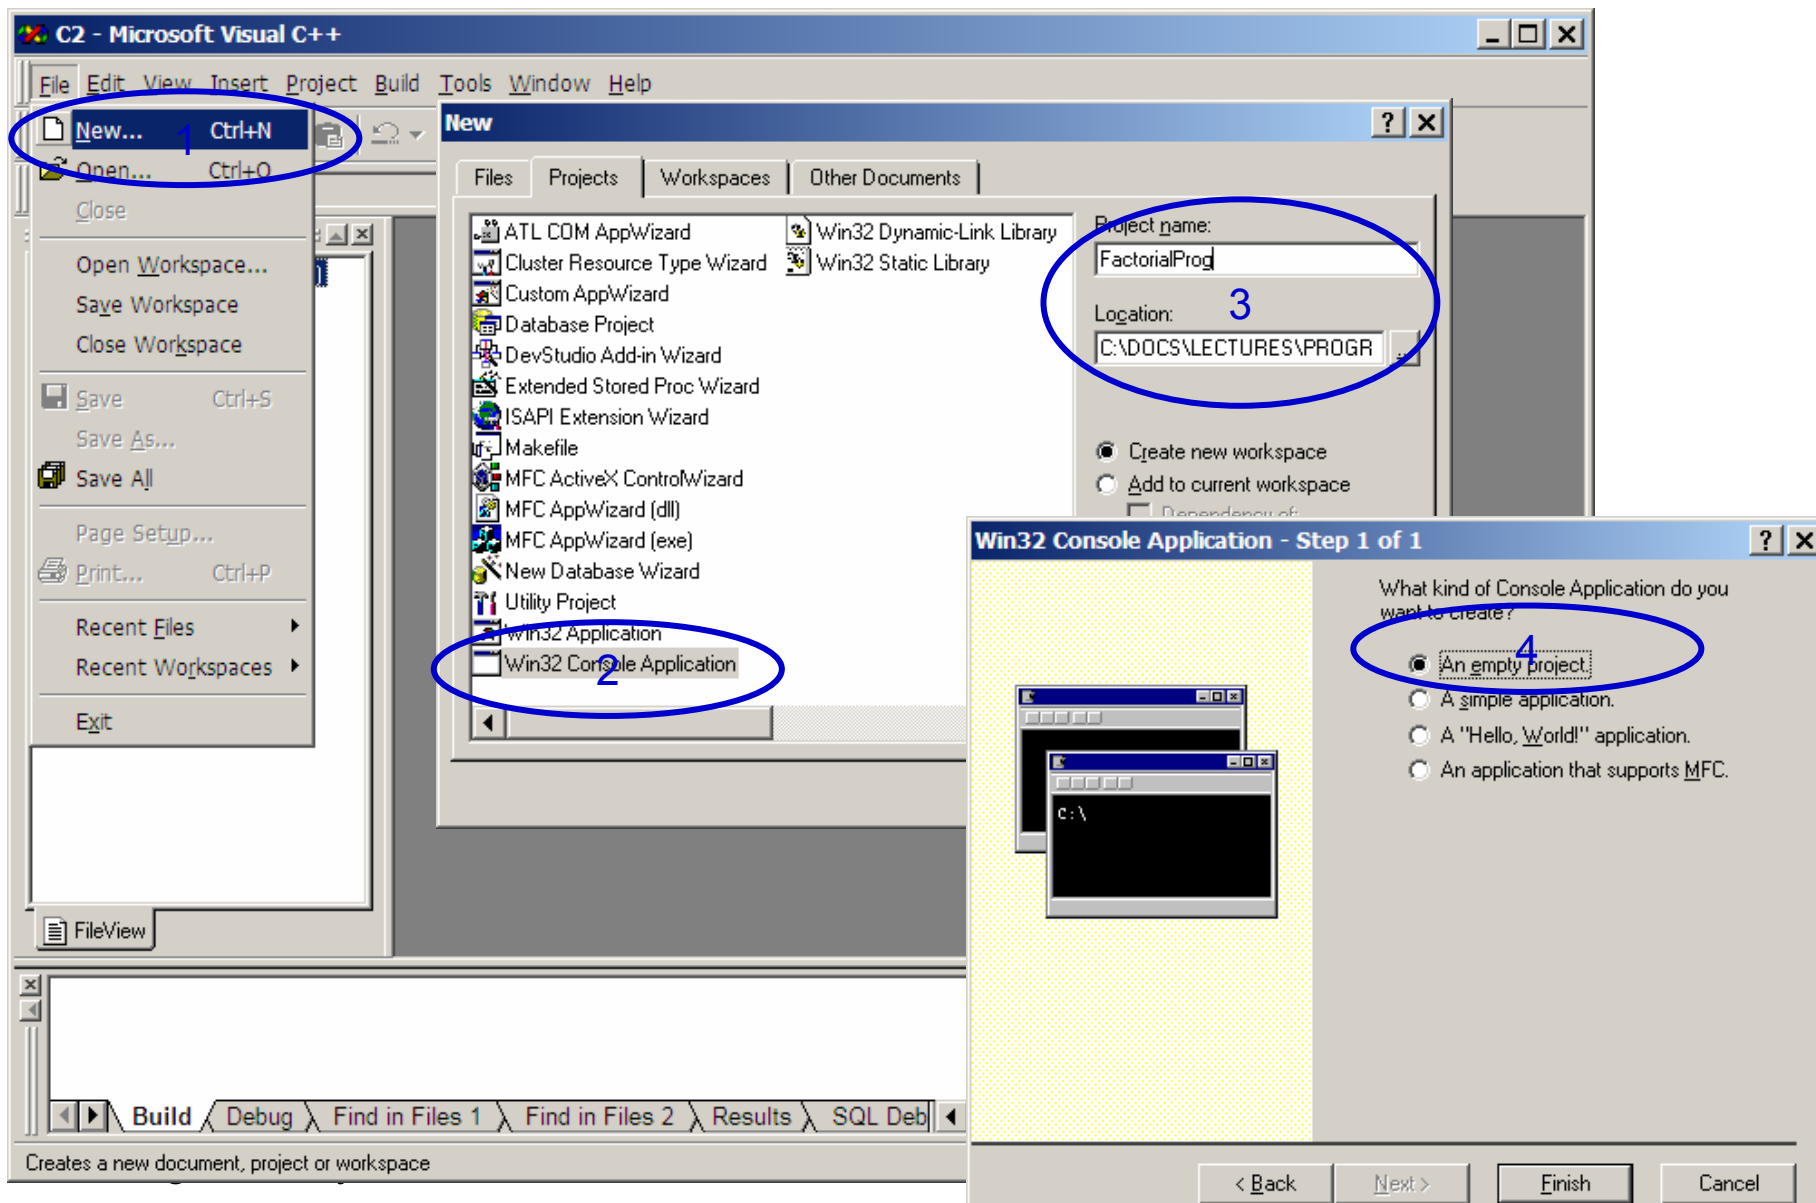 C2 - Microsoft Visual C++
File Edit View Insert Project Build Tools Window Help
New... Ctrl+N
1
Open... Ctrl+O
Close
Open Workspace...
Save Workspace
Close Workspace
Save Ctrl+S
Save As...
Save All
Page Setup...
Print... Ctrl+P
Recent Files
Recent Workspaces
Exit
FileView
New
Files Projects Workspaces Other Documents
ATL COM AppWizard
Cluster Resource Type Wizard
Custom AppWizard
Database Project
DevStudio Add-in Wizard
Extended Stored Proc Wizard
ISAPI Extension Wizard
Makefile
MFC ActiveX ControlWizard
MFC AppWizard (dll)
MFC AppWizard (exe)
New Database Wizard
Utility Project
Win32 Application
Win32 Console Application
2
Win32 Dynamic-Link Library
Win32 Static Library
Project name:
FactorialProg
3
Location:
C:\DOCS\LECTURES\PROGR
...
Create new workspace
Add to current workspace
Dependency of:
Win32 Console Application - Step 1 of 1
What kind of Console Application do you
want to create?
4
An empty project.
A simple application.
A "Hello, World!" application.
An application that supports MFC.
C:\
< Back Next > Finish Cancel
Build Debug Find in Files 1 Find in Files 2 Results SQL Deb
Creates a new document, project or workspace